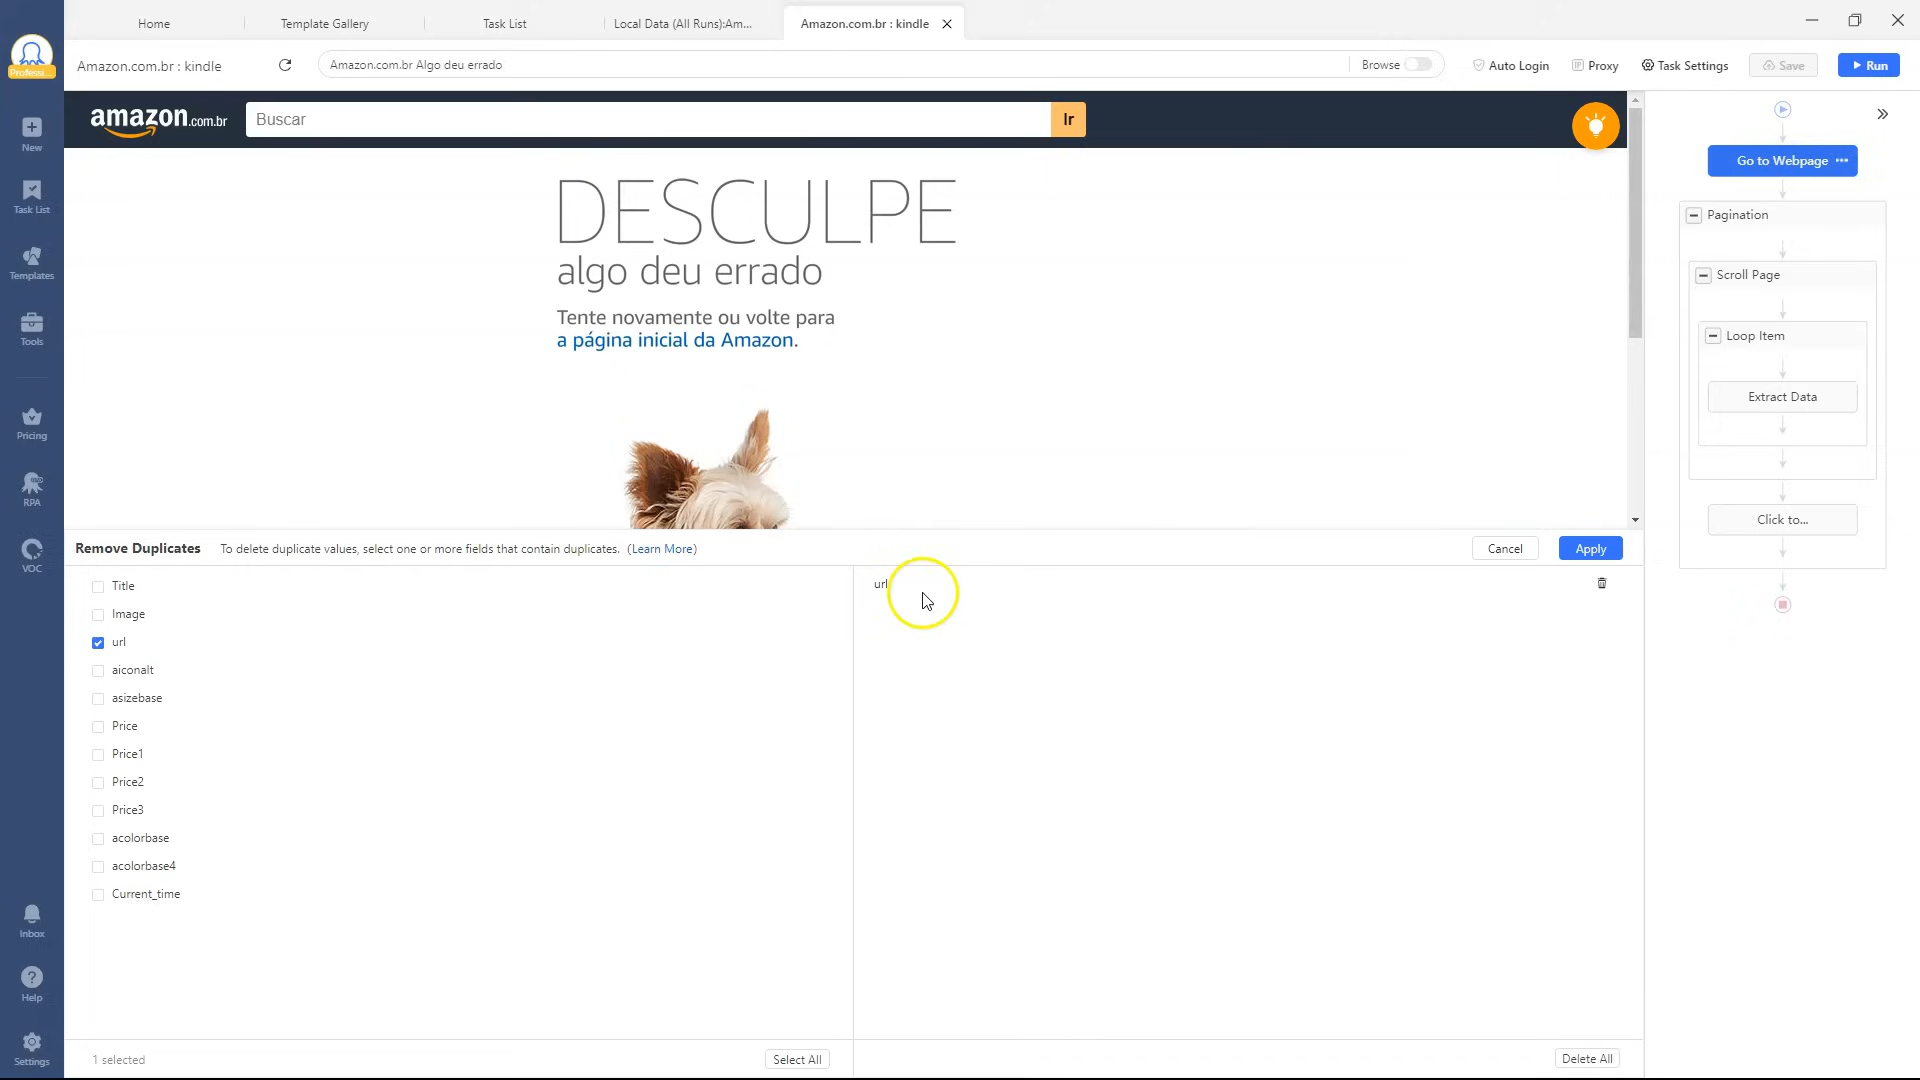 Home
Template Gallery
Task List
Local Data (All Runs):Am...
Amazon.com.br : kindle
Professi...
Amazon.com.br : kindle
Amazon.com.br Algo deu errado
Browse
Auto Login
Proxy
Task Settings
Save
Run
New
Task List
Templates
Tools
Pricing
RPA
VOC
Inbox
Help
Settings
amazon.com.br
Buscar
Ir
DESCULPE
algo deu errado
Tente novamente ou volte para
a página inicial da Amazon.
Go to Webpage
Pagination
Scroll Page
Loop Item
Extract Data
Click to...
Remove Duplicates To delete duplicate values, select one or more fields that contain duplicates. (Learn More)
Cancel
Apply
Title
Image
url
aiconalt
asizebase
Price
Price1
Price2
Price3
acolorbase
acolorbase4
Current_time
url
1 selected
Select All
Delete All